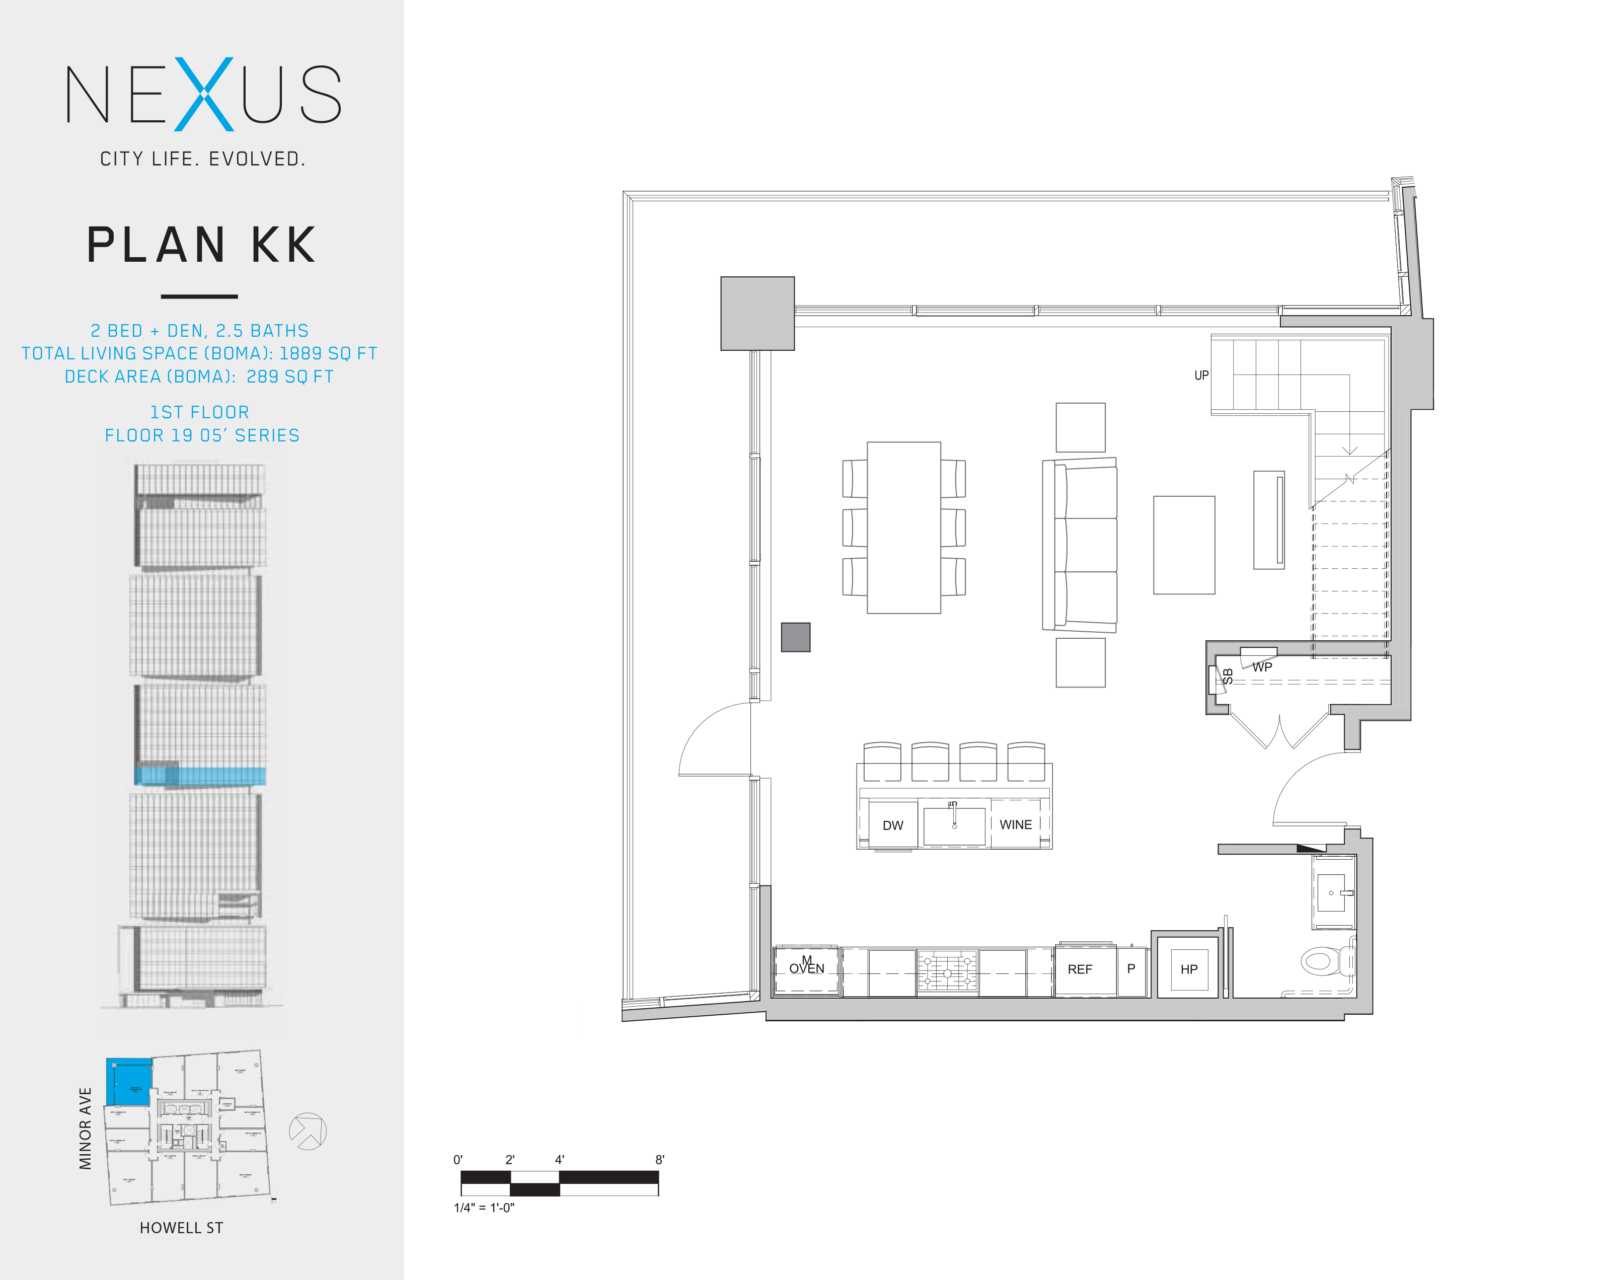 NEXUS
CITY LIFE. EVOLVED.
PLAN KK
2 BED + DEN, 2.5 BATHS
TOTAL LIVING SPACE (BOMA): 1889 SQ FT
DECK AREA (BOMA): 289 SQ FT
1ST FLOOR
FLOOR 19 05’ SERIES
MINOR AVE
HOWELL ST
UP
SB
WP
DW
WINE
M
OVEN
REF
P
HP
0'
2'
4'
8'
1/4" = 1'-0"